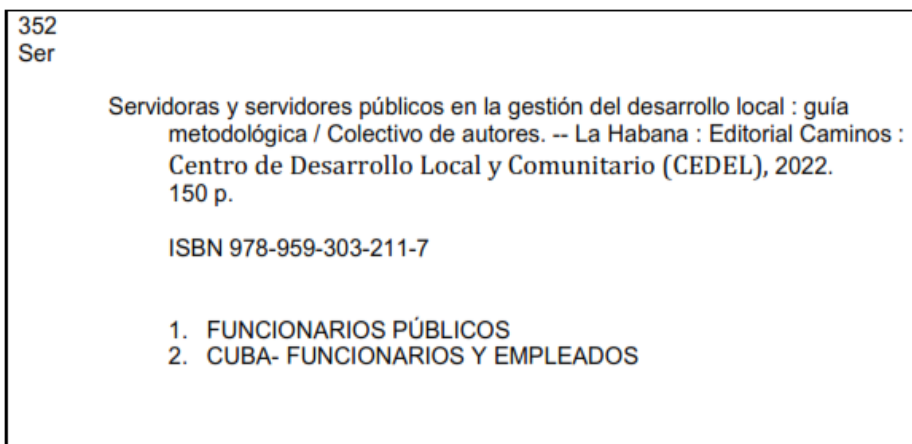 352
Ser
Servidoras y servidores públicos en la gestión del desarrollo local : guía
metodológica / Colectivo de autores. -- La Habana : Editorial Caminos :
Centro de Desarrollo Local y Comunitario (CEDEL), 2022.
150 p.
ISBN 978-959-303-211-7
1. FUNCIONARIOS PÚBLICOS
2. CUBA- FUNCIONARIOS Y EMPLEADOS